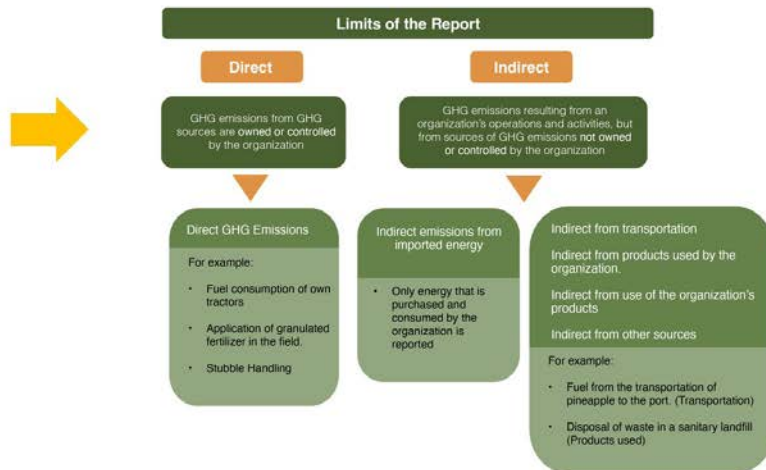 Limits of the Report
Direct
Indirect
GHG emissions from GHG
sources are owned or controlled
by the organization
GHG emissions resulting from an
organization's operations and activities, but
from sources of GHG emissions not owned
or controlled by the organization
Direct GHG Emissions
For example:
• Fuel consumption of own
tractors
• Application of granulated
fertilizer in the field.
• Stubble Handling
Indirect emissions from
imported energy
• Only energy that is
purchased and
consumed by the
organization is
reported
Indirect from transportation
Indirect from products used by the
organization.
Indirect from use of the organization's
products
Indirect from other sources
For example:
• Fuel from the transportation of
pineapple to the port. (Transportation)
• Disposal of waste in a sanitary landfill
(Products used)